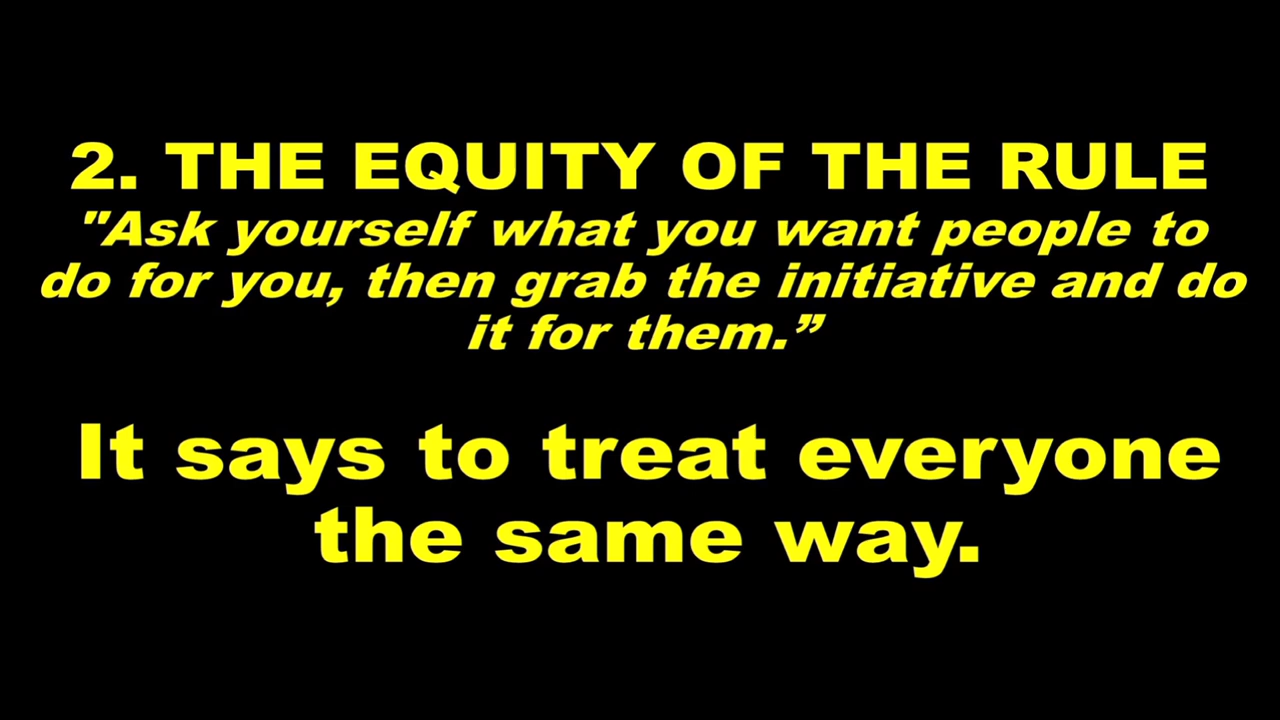 2. THE EQUITY OF THE RULE
"Ask yourself what you want people to
do for you, then grab the initiative and do
it for them.”
It says to treat everyone
the same way.